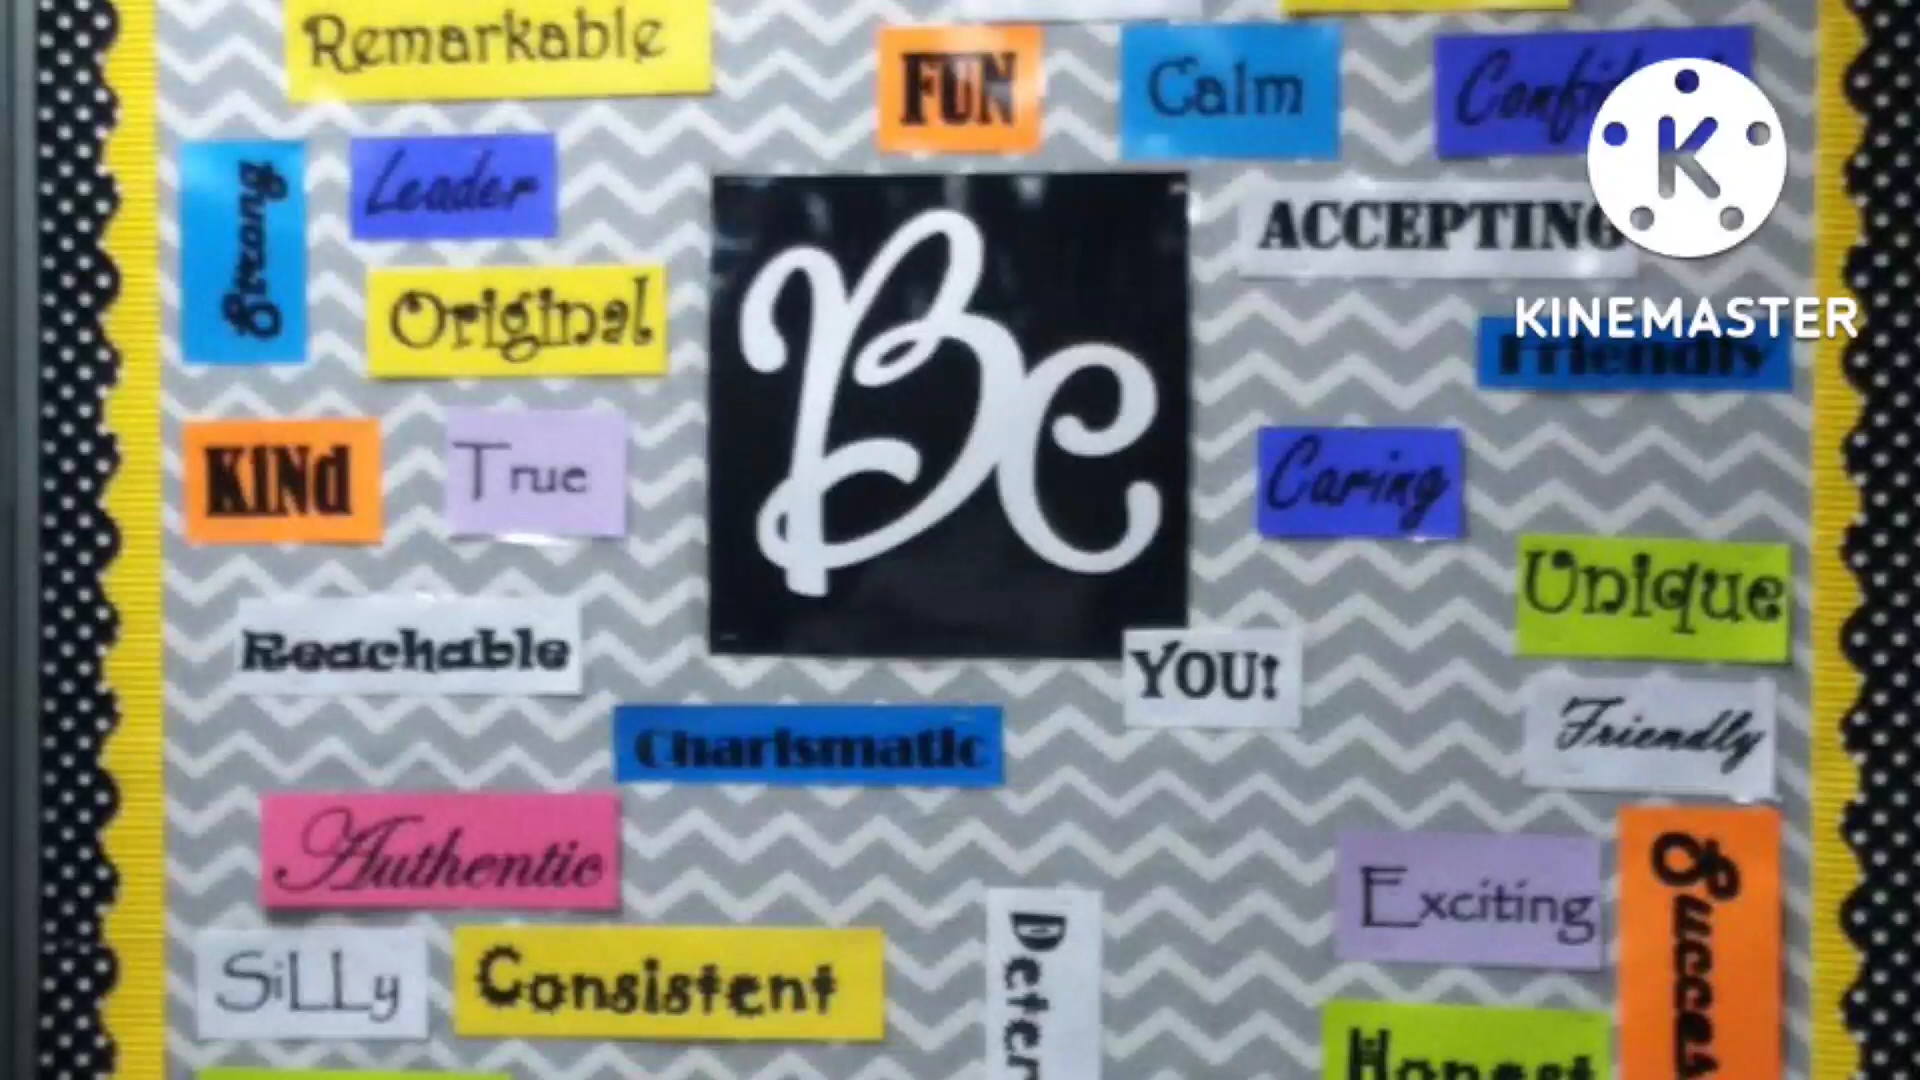 Remarkable
FUN
Calm
K
Strong
Leader
ACCEPTING
Original
Be
KINEMASTER
Friendly
KINd
True
Caring
Unique
Reachable
YOU!
Friendly
Charismatic
Authentic
Exciting
SiLLy
Consistent
Honest